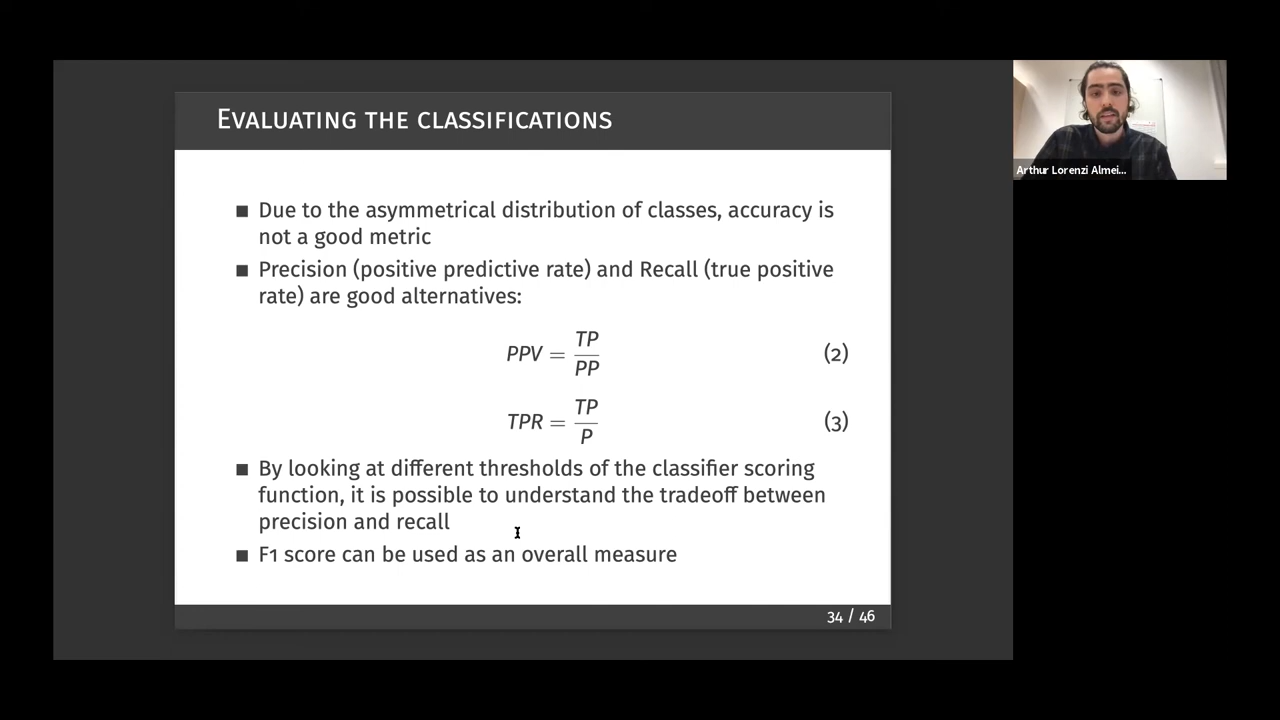 EVALUATING THE CLASSIFICATIONS
■ Due to the asymmetrical distribution of classes, accuracy is
not a good metric
■ Precision (positive predictive rate) and Recall (true positive
rate) are good alternatives:
PPV = TP/PP (2)
TPR = TP/P (3)
■ By looking at different thresholds of the classifier scoring
function, it is possible to understand the tradeoff between
precision and recall
■ F1 score can be used as an overall measure
34 / 46
Arthur Lorenzi Almei...